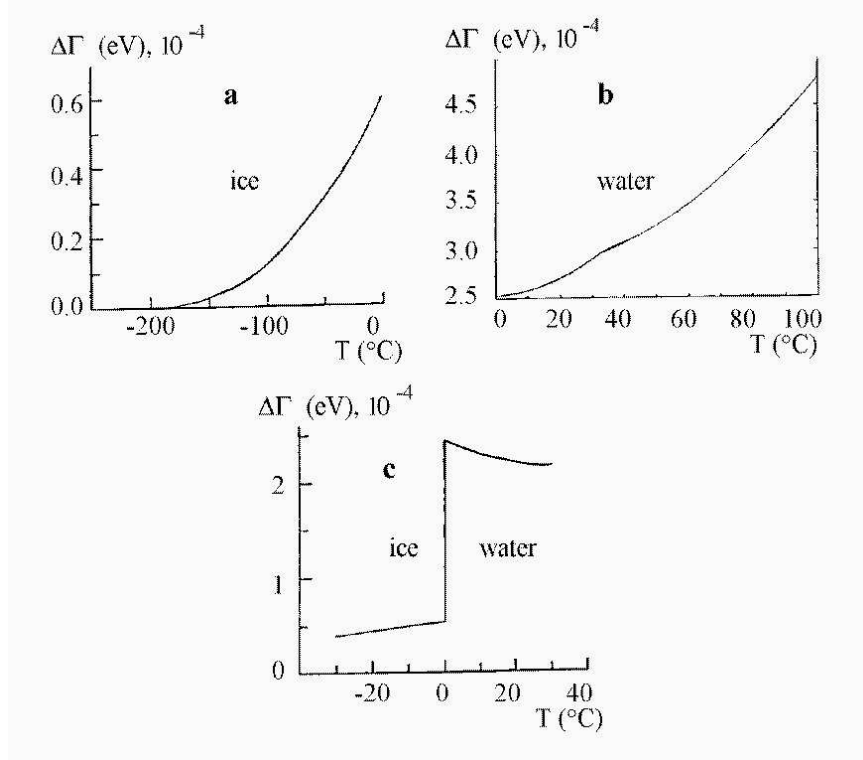 ΔΓ (eV), 10⁻⁴
a
0.6
0.4
ice
0.2
0.0
-200 -100 0
T (°C)
ΔΓ (eV), 10⁻⁴
b
4.5
4.0
water
3.5
3.0
2.5
0 20 40 60 80 100
T (°C)
ΔΓ (eV), 10⁻⁴
c
2
ice water
1
0
-20 0 20 40
T (°C)